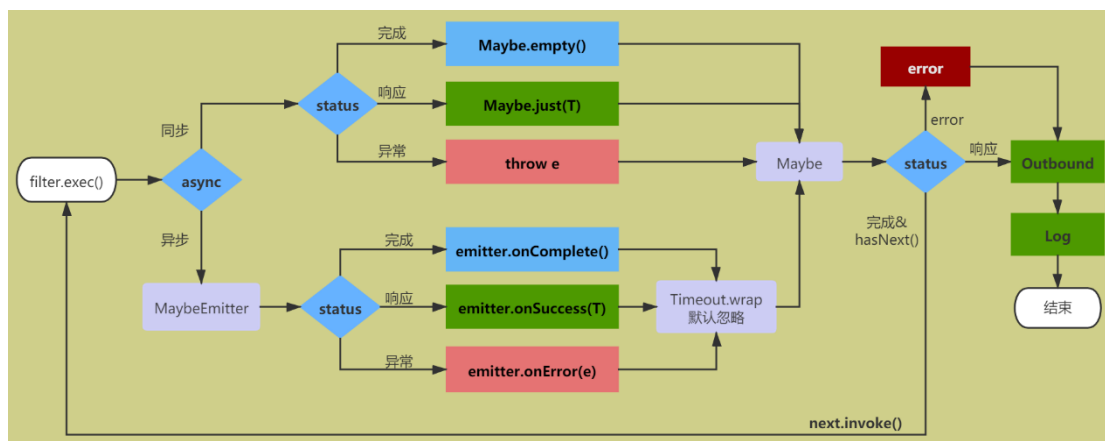 filter.exec()
async
同步
异步
status
完成
响应
异常
Maybe.empty()
Maybe.just(T)
throw e
MaybeEmitter
status
完成
响应
异常
emitter.onComplete()
emitter.onSuccess(T)
emitter.onError(e)
Timeout.wrap
默认忽略
Maybe
status
error
error
响应
完成&
hasNext()
Outbound
Log
结束
next.invoke()